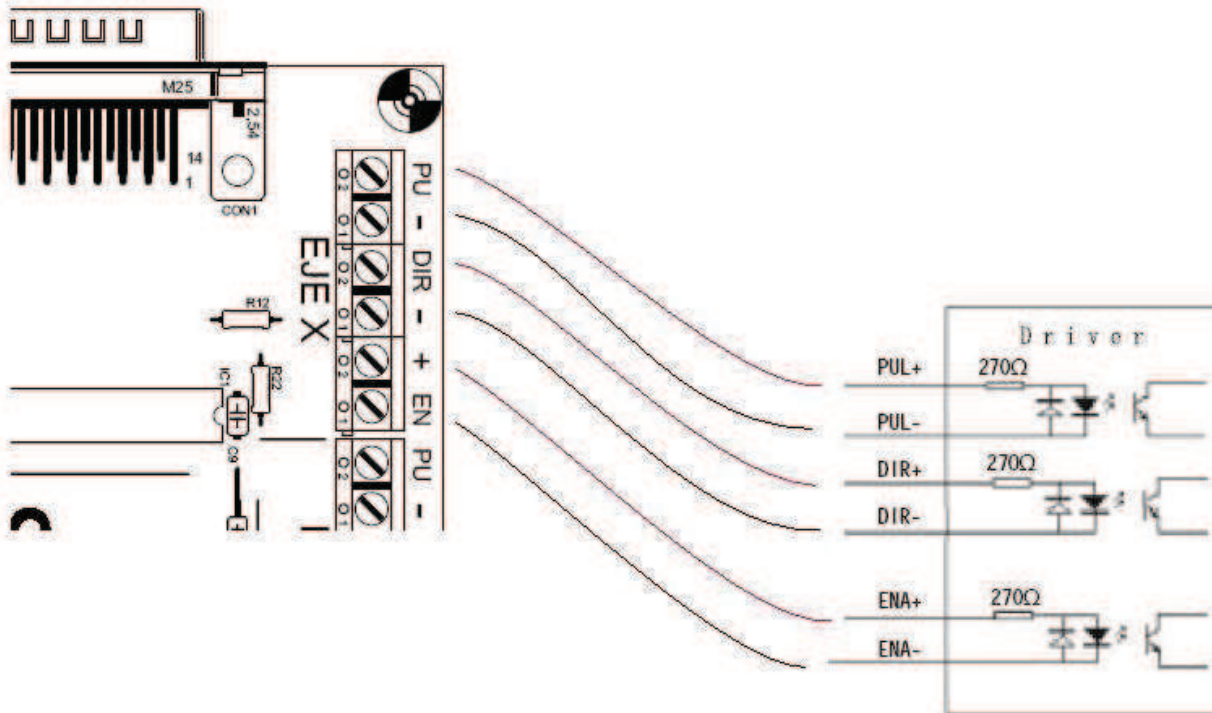 M25
2,54
14
1
CON1
EJE X
O2
PU
O1
-
O2
DIR
O1
-
O2
+
O1
EN
O2
PU
O1
-
R12
IC1
R22
C9
Driver
PUL+
270Ω
PUL-
DIR+
270Ω
DIR-
ENA+
270Ω
ENA-